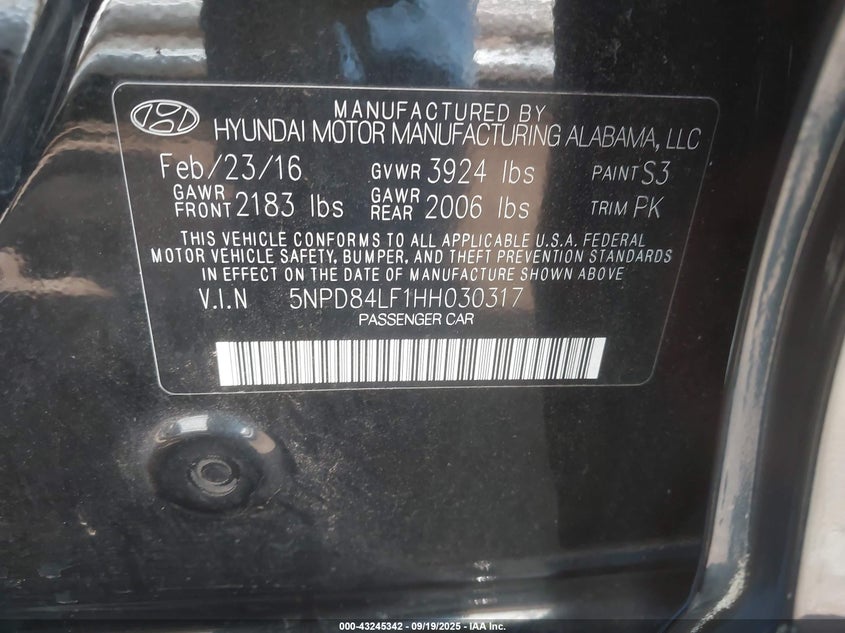 MANUFACTURED BY
HYUNDAI MOTOR MANUFACTURING ALABAMA, LLC
Feb/23/16 GVWR 3924 lbs PAINT S3
GAWR FRONT 2183 lbs GAWR REAR 2006 lbs TRIM PK
THIS VEHICLE CONFORMS TO ALL APPLICABLE U.S.A. FEDERAL
MOTOR VEHICLE SAFETY, BUMPER, AND THEFT PREVENTION STANDARDS
IN EFFECT ON THE DATE OF MANUFACTURE SHOWN ABOVE
V.I.N 5NPD84LF1HH030317
PASSENGER CAR
000-43245342 - 09/19/2025 - IAA Inc.